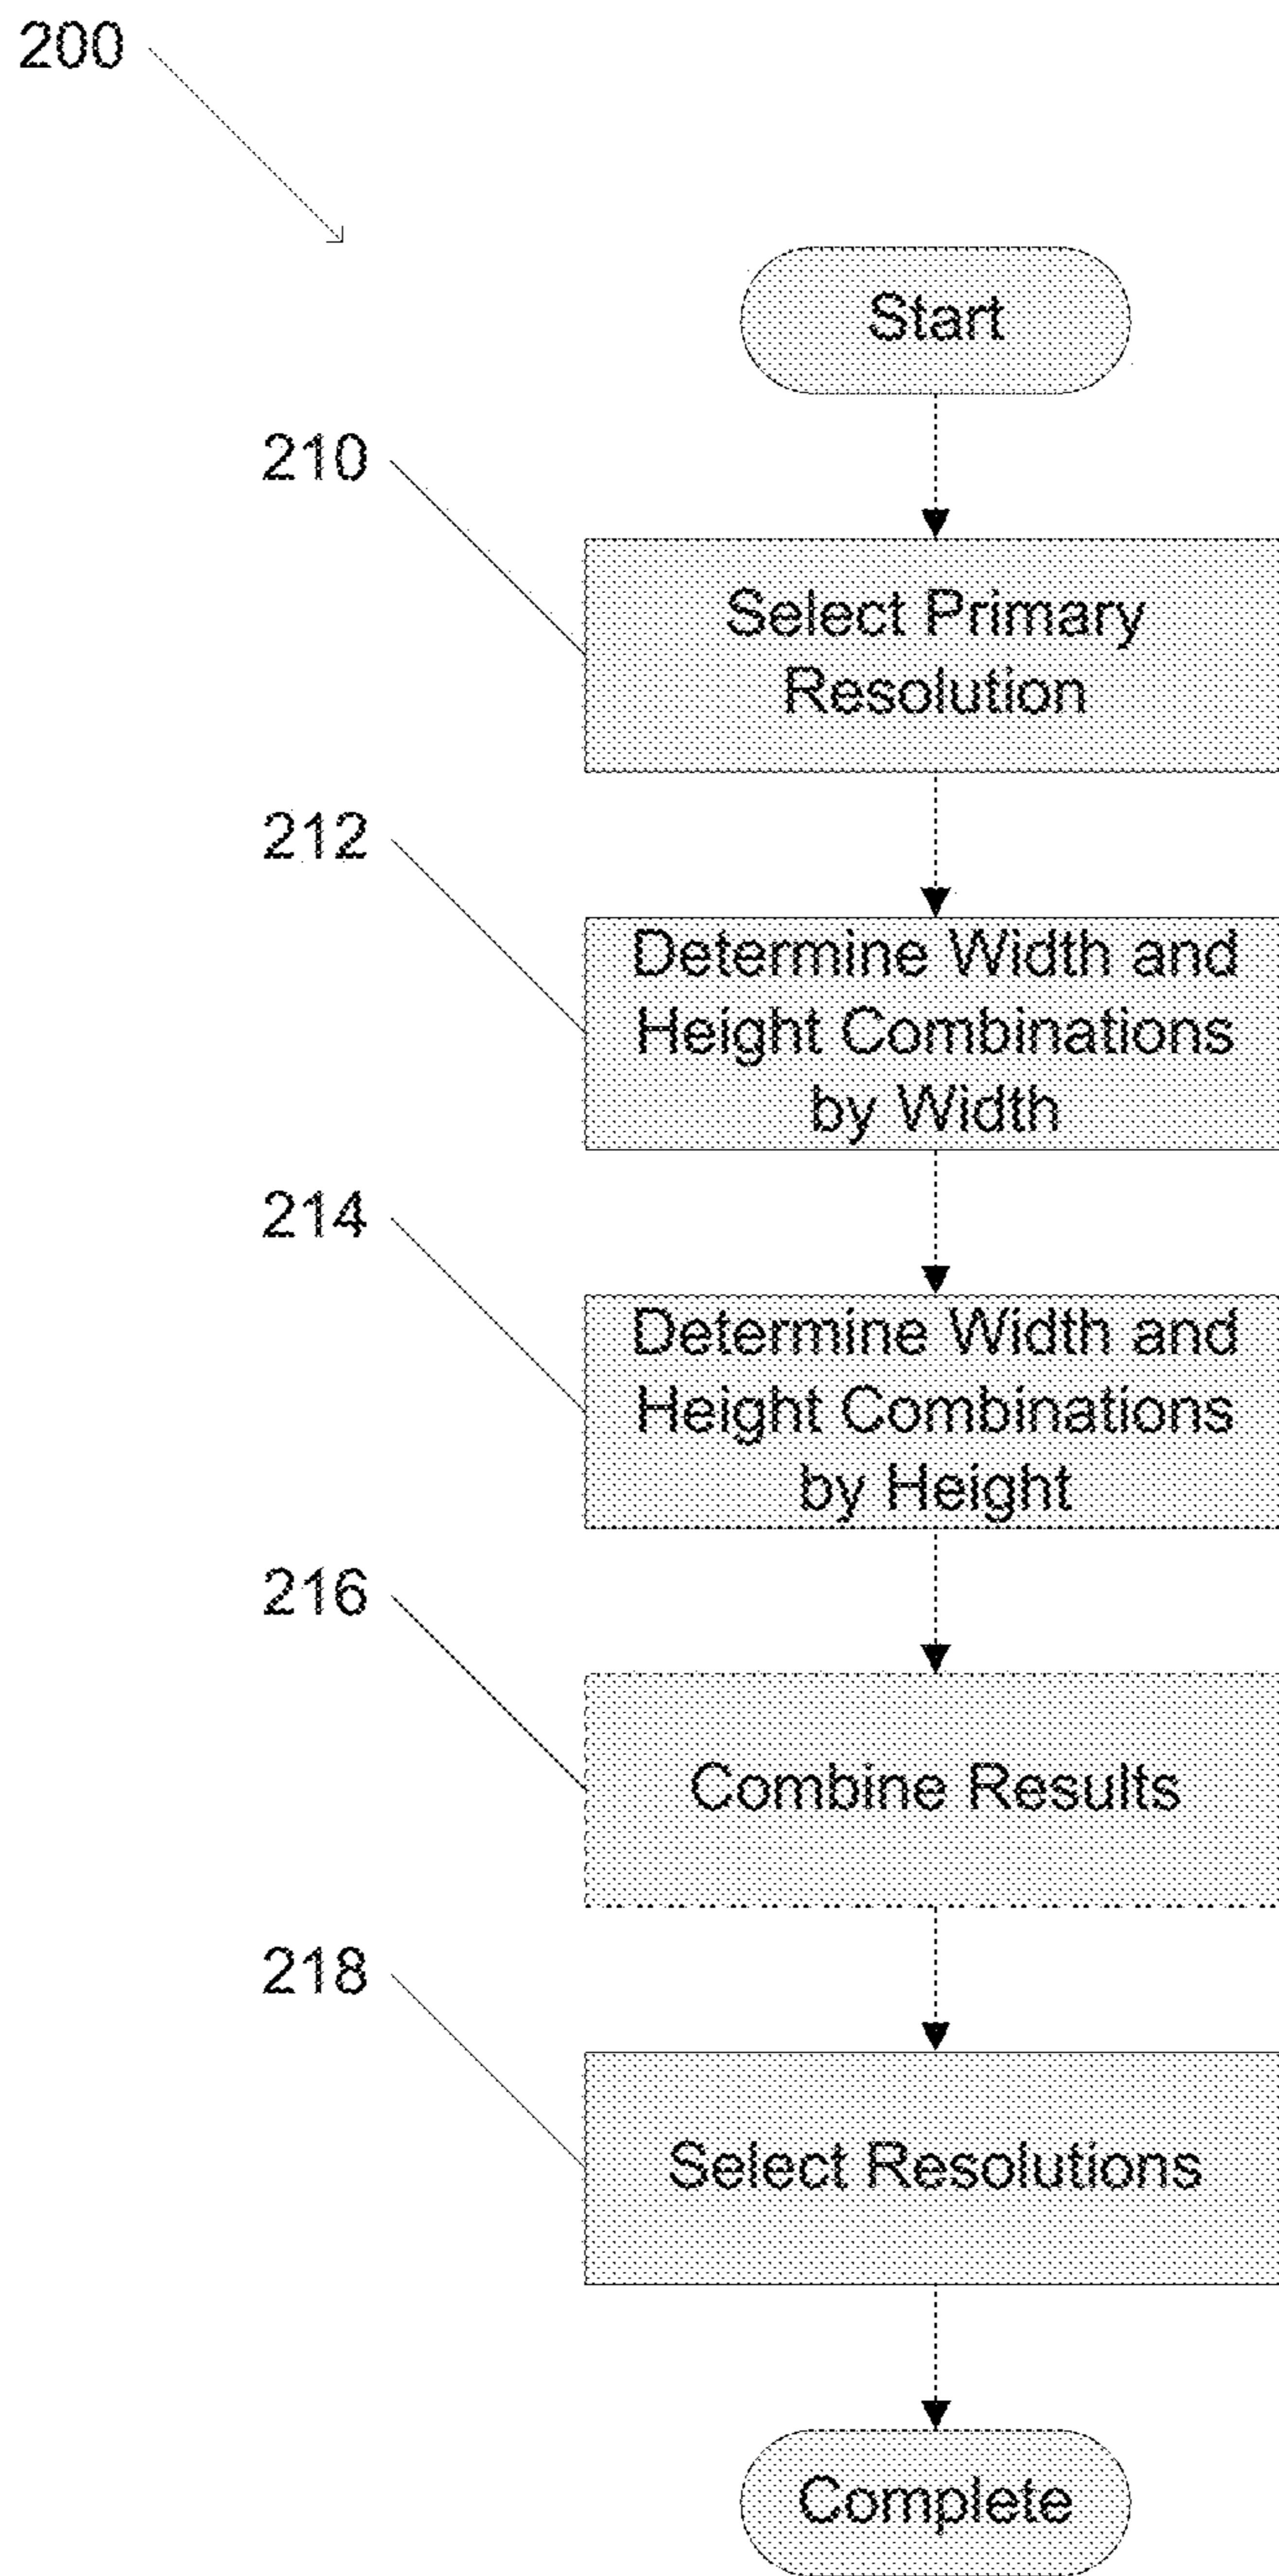 200
Start
210
Select Primary
Resolution
212
Determine Width and
Height Combinations
by Width
214
Determine Width and
Height Combinations
by Height
216
Combine Results
218
Select Resolutions
Complete